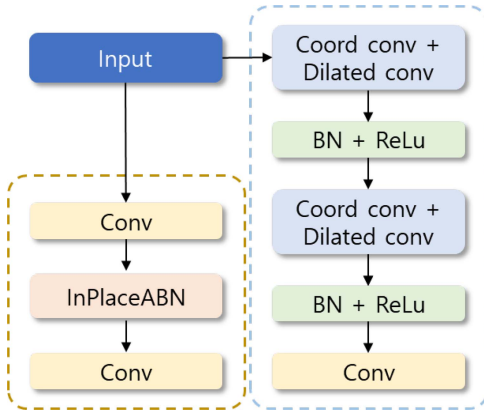 Input
Conv
InPlaceABN
Conv
Coord conv +
Dilated conv
BN + ReLu
Coord conv +
Dilated conv
BN + ReLu
Conv